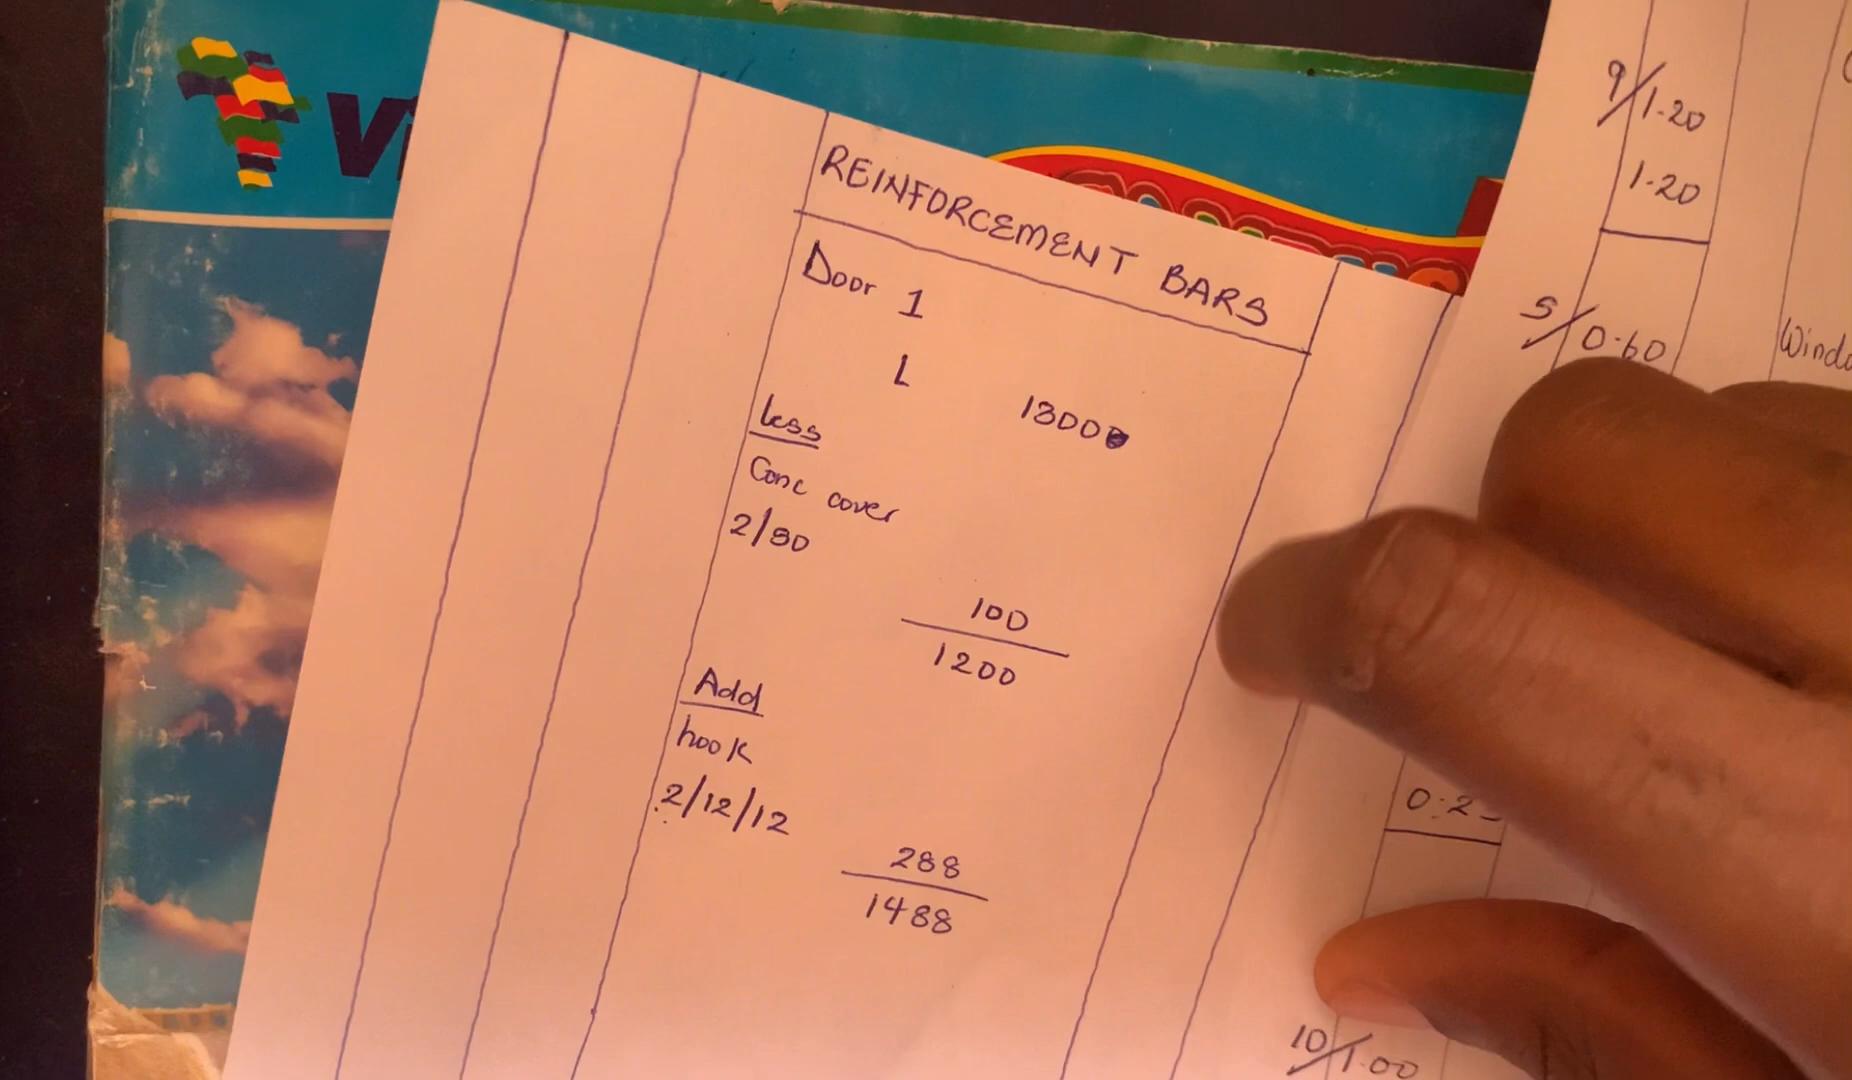 Vi
REINFORCEMENT BARS
Door 1
L 1300
Less
Conc cover
2/50
100
1200
Add
hook
2/12/12
288
1488
9/1.20
1.20
5/0.60
10/1.00